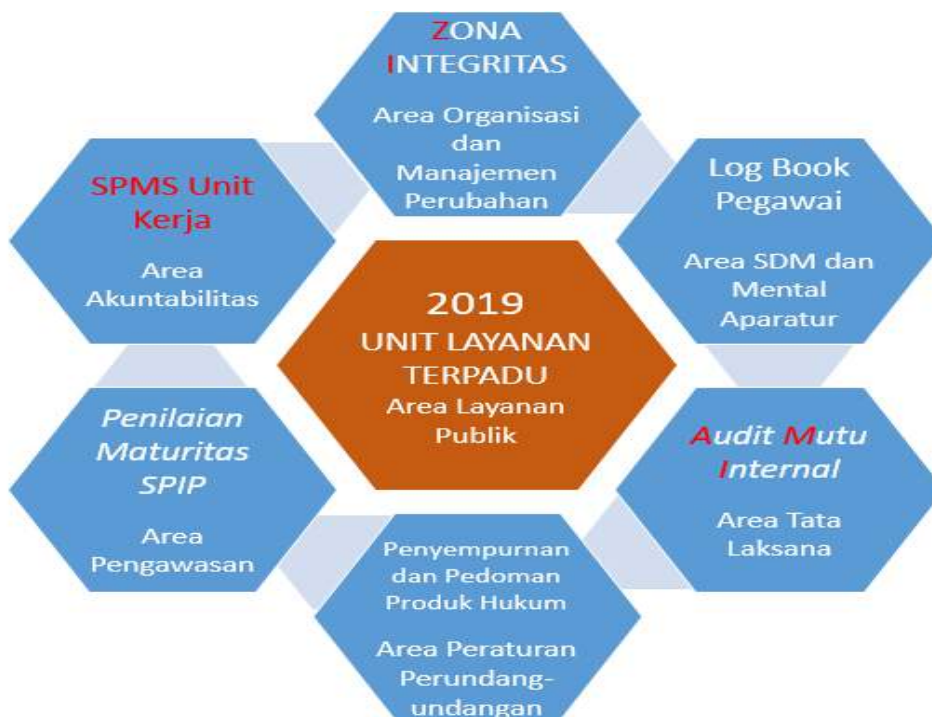 ZONA
INTEGRITAS
Area Organisasi
dan
Manajemen
Perubahan
SPMS Unit
Kerja
Area
Akuntabilitas
Log Book
Pegawai
Area SDM dan
Mental
Aparatur
2019
UNIT LAYANAN
TERPADU
Area Layanan
Publik
Penilaian
Maturitas
SPIP
Area
Pengawasan
Audit Mutu
Internal
Area Tata
Laksana
Penyempurnan
dan Pedoman
Produk Hukum
Area Peraturan
Perundang-
undangan